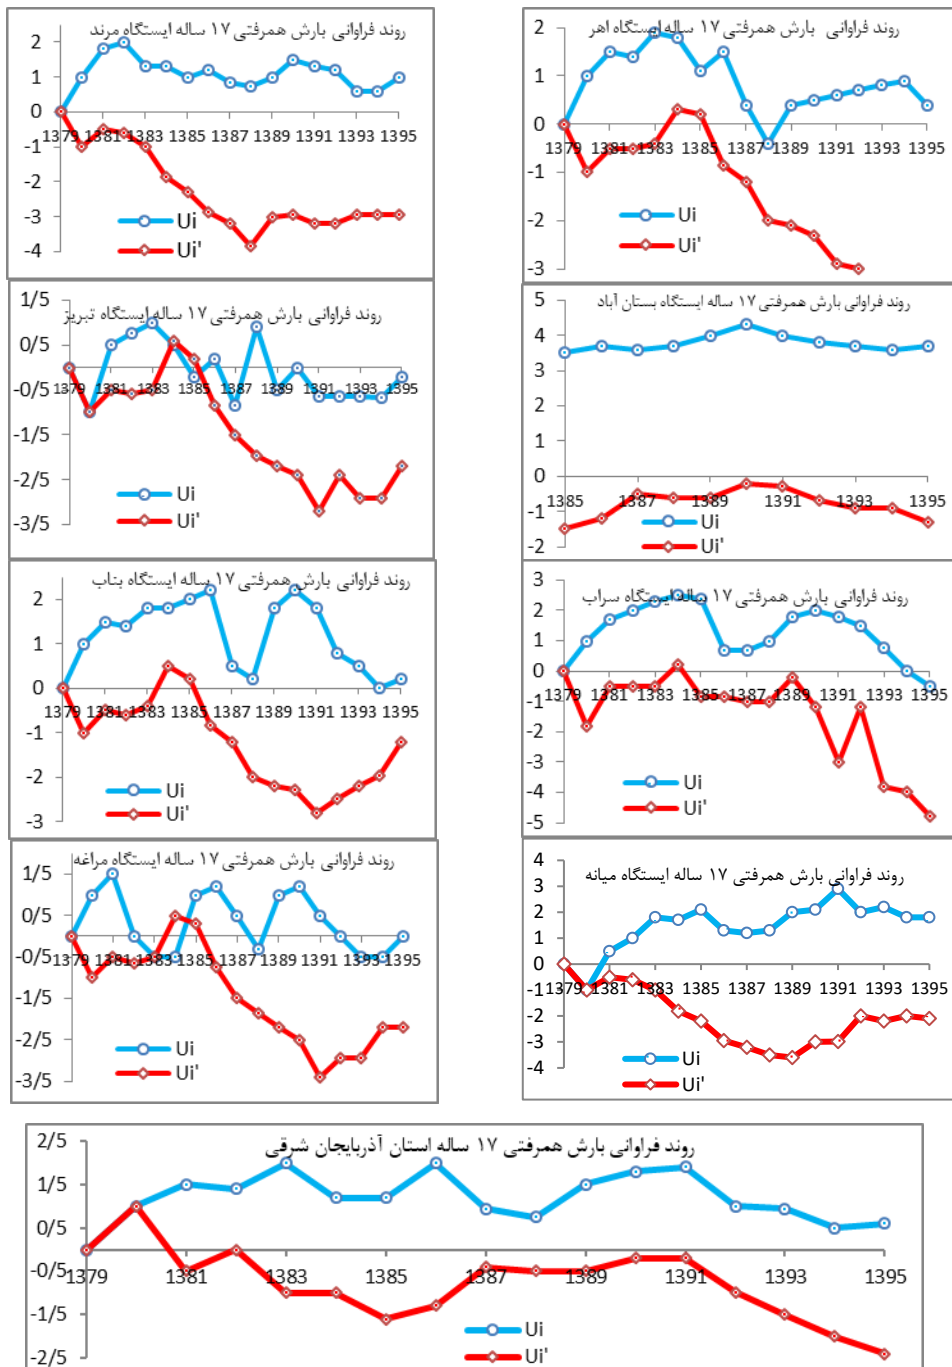 روند فراوانی بارش همرفتی ۱۷ ساله ایستگاه مرند
2
1
0
1379 1381 1383 1385 1387 1389 1391 1393 1395
-1
-2
-3
-4
Ui
Ui'
روند فراوانی بارش همرفتی ۱۷ ساله ایستگاه اهر
2
1
0
1379 1381 1383 1385 1387 1389 1391 1393 1395
-1
-2
-3
Ui
Ui'
روند فراوانی بارش همرفتی ۱۷ ساله ایستگاه تبریز
1/5
0/5
-0/5
1379 1381 1383 1385 1387 1389 1391 1393 1395
-1/5
-2/5
-3/5
Ui
Ui'
روند فراوانی بارش همرفتی ۱۷ ساله ایستگاه بستان آباد
5
4
3
2
1
0
1385 1387 1389 1391 1393 1395
-1
-2
Ui
Ui'
روند فراوانی بارش همرفتی ۱۷ ساله ایستگاه بناب
2
1
0
1379 1381 1383 1385 1387 1389 1391 1393 1395
-1
-2
-3
Ui
Ui'
روند فراوانی بارش همرفتی ۱۷ ساله ایستگاه سراب
3
2
1
0
1379 1381 1383 1385 1387 1389 1391 1393 1395
-1
-2
-3
-4
-5
Ui
Ui'
روند فراوانی بارش همرفتی ۱۷ ساله ایستگاه مراغه
1/5
0/5
-0/5
1379 1381 1383 1385 1387 1389 1391 1393 1395
-1/5
-2/5
-3/5
Ui
Ui'
روند فراوانی بارش همرفتی ۱۷ ساله ایستگاه میانه
4
3
2
1
0
-1
1379 1381 1383 1385 1387 1389 1391 1393 1395
-2
-3
-4
Ui
Ui'
روند فراوانی بارش همرفتی ۱۷ ساله استان آذربایجان شرقی
2/5
1/5
0/5
-0/5
1379 1381 1383 1385 1387 1389 1391 1393 1395
-1/5
-2/5
Ui
Ui'